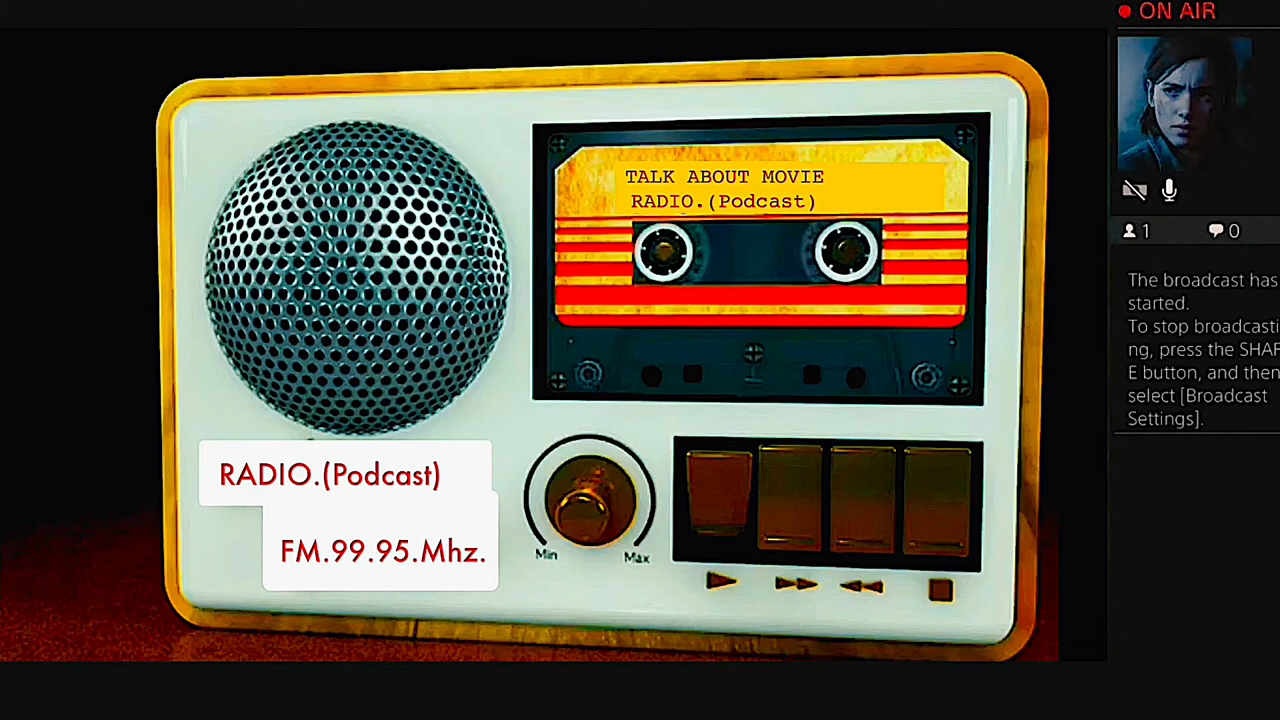 ON AIR
TALK ABOUT MOVIE
RADIO.(Podcast)
1
0
The broadcast has
started.
To stop broadcasti
ng, press the SHAR
E button, and then
select [Broadcast
Settings].
RADIO.(Podcast)
FM.99.95.Mhz.
Min
Max